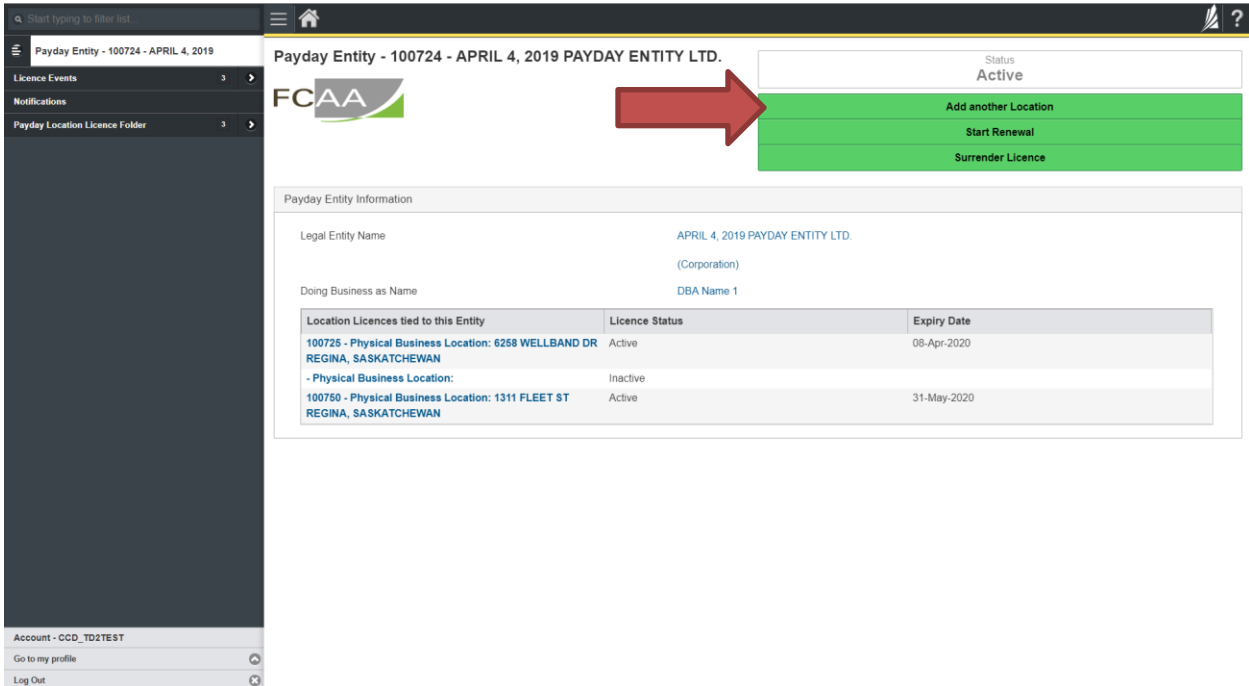 Start typing to filter list...
?
Payday Entity - 100724 - APRIL 4, 2019
Licence Events 3
Notifications
Payday Location Licence Folder 3
Payday Entity - 100724 - APRIL 4, 2019 PAYDAY ENTITY LTD.
FCAA
Status
Active
Add another Location
Start Renewal
Surrender Licence
Payday Entity Information
Legal Entity Name APRIL 4, 2019 PAYDAY ENTITY LTD.
(Corporation)
Doing Business as Name DBA Name 1
Location Licences tied to this Entity Licence Status Expiry Date
100725 - Physical Business Location: 6258 WELLBAND DR Active 08-Apr-2020
REGINA, SASKATCHEWAN
- Physical Business Location: Inactive
100750 - Physical Business Location: 1311 FLEET ST Active 31-May-2020
REGINA, SASKATCHEWAN
Account - CCD_TD2TEST
Go to my profile
Log Out